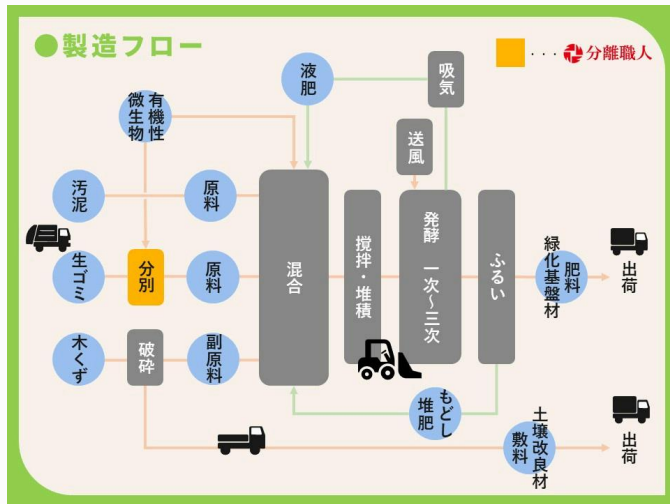 ●製造フロー
・・・分離職人
液肥
吸気
有機性
微生物
送風
汚泥
原料
混合
撹拌・堆積
発酵 一次～三次
ふるい
生ゴミ
分別
原料
肥料
緑化基盤材
出荷
木くず
破砕
副原料
もどし
堆肥
土壌改良材
敷料
出荷